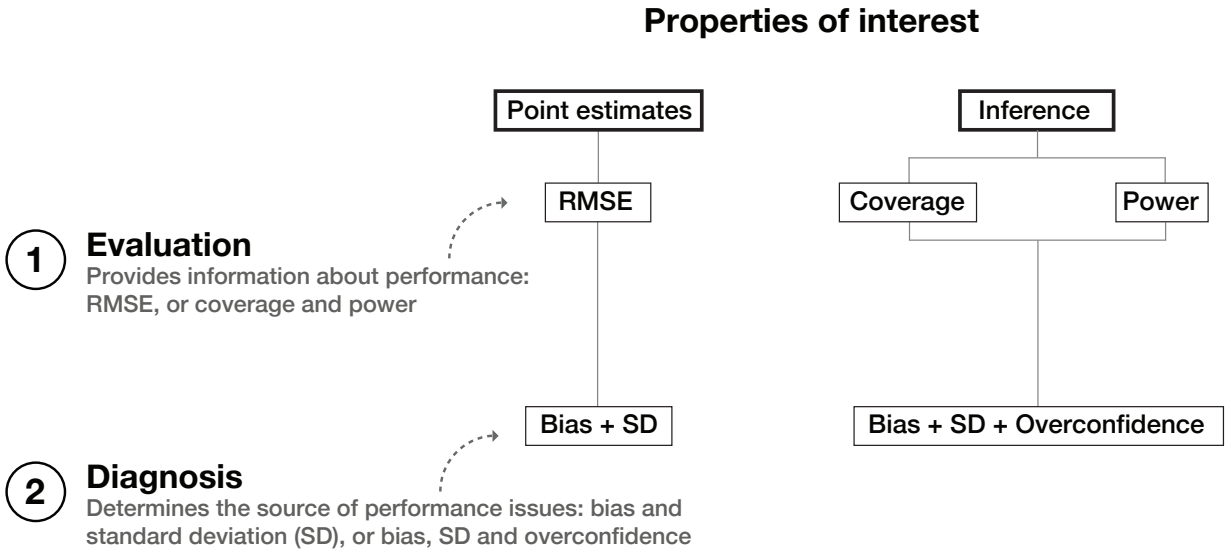 Properties of interest
Point estimates
Inference
RMSE
Coverage
Power
1
Evaluation
Provides information about performance:
RMSE, or coverage and power
Bias + SD
Bias + SD + Overconfidence
2
Diagnosis
Determines the source of performance issues: bias and
standard deviation (SD), or bias, SD and overconfidence